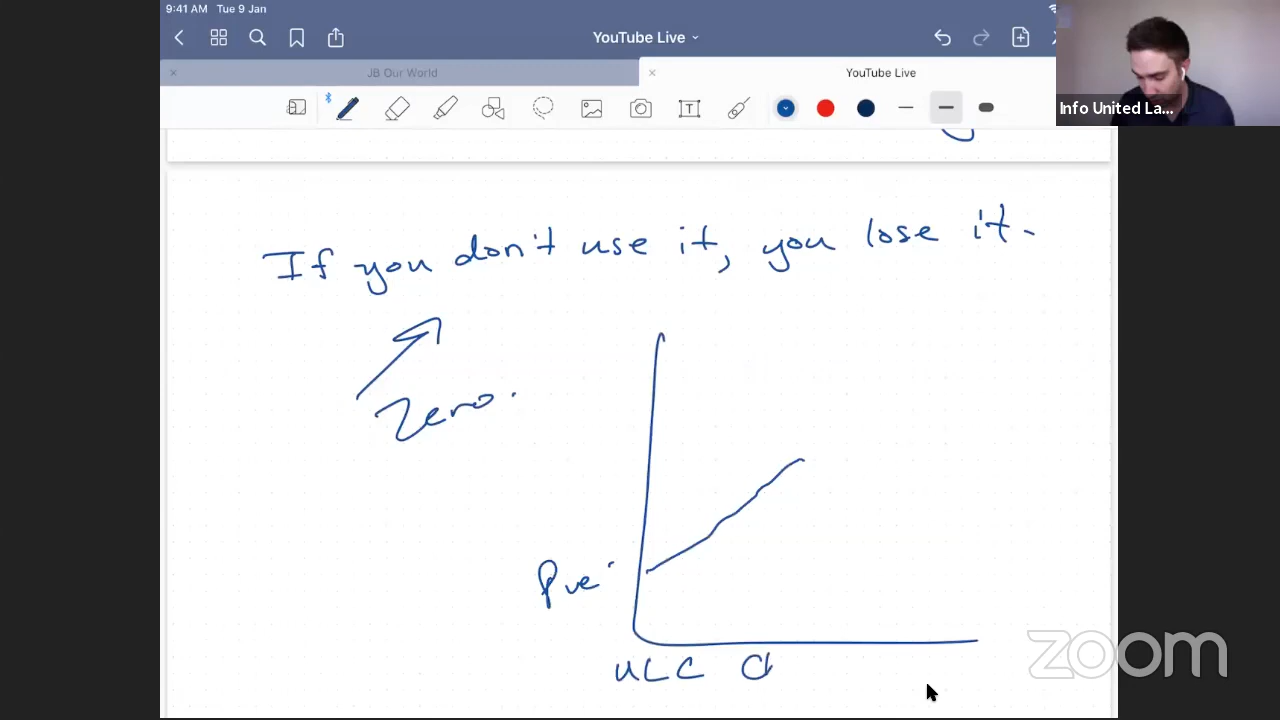 9:41 AM Tue 9 Jan
YouTube Live
JB Our World
YouTube Live
T
Info United La...
If you don't use it, you lose it.
Zero.
Pre
ULC
zoom